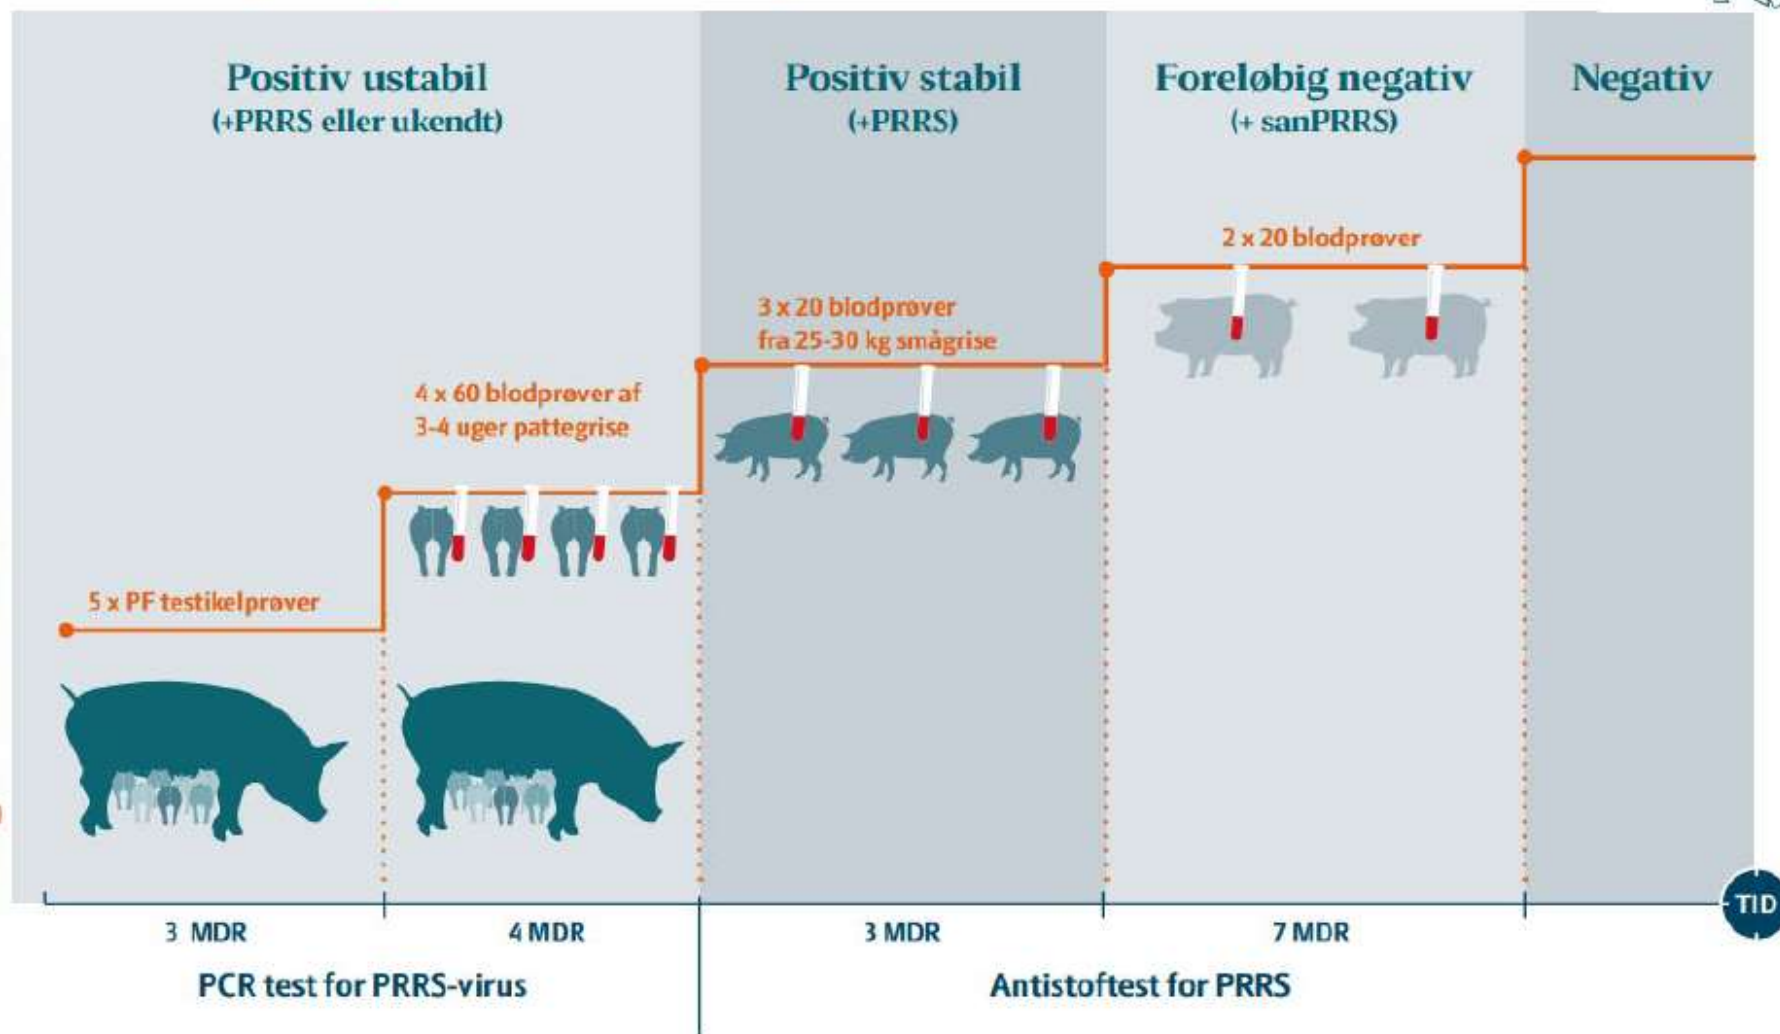 Positiv ustabil
(+PRRS eller ukendt)
Positiv stabil
(+PRRS)
Foreløbig negativ
(+ sanPRRS)
Negativ
2 x 20 blodprøver
3 x 20 blodprøver
fra 25-30 kg smågrise
4 x 60 blodprøver af
3-4 uger pattegrise
5 x PF testikelprøver
TID
3 MDR
4 MDR
3 MDR
7 MDR
PCR test for PRRS-virus
Antistoftest for PRRS